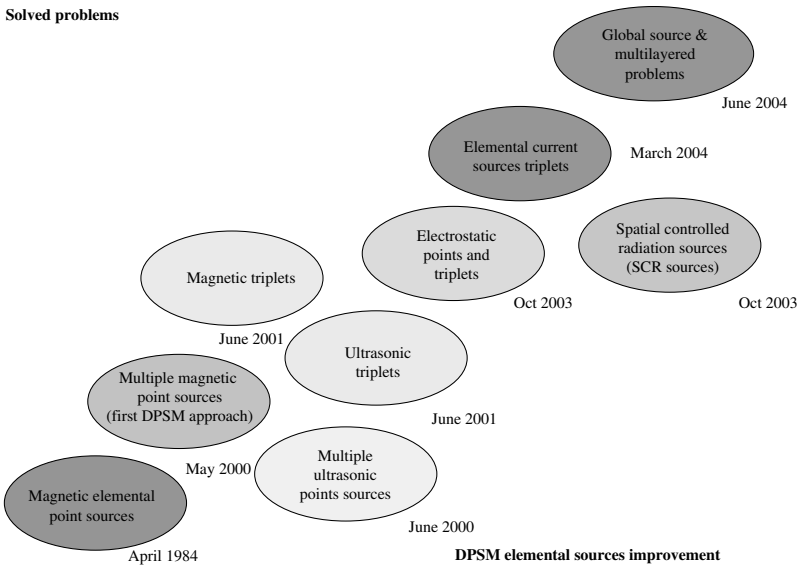 Solved problems
Global source &
multilayered
problems
June 2004
Elemental current
sources triplets
March 2004
Spatial controlled
radiation sources
(SCR sources)
Oct 2003
Electrostatic
points and
triplets
Oct 2003
Magnetic triplets
June 2001
Ultrasonic
triplets
June 2001
Multiple magnetic
point sources
(first DPSM approach)
May 2000
Multiple
ultrasonic
points sources
June 2000
Magnetic elemental
point sources
April 1984
DPSM elemental sources improvement